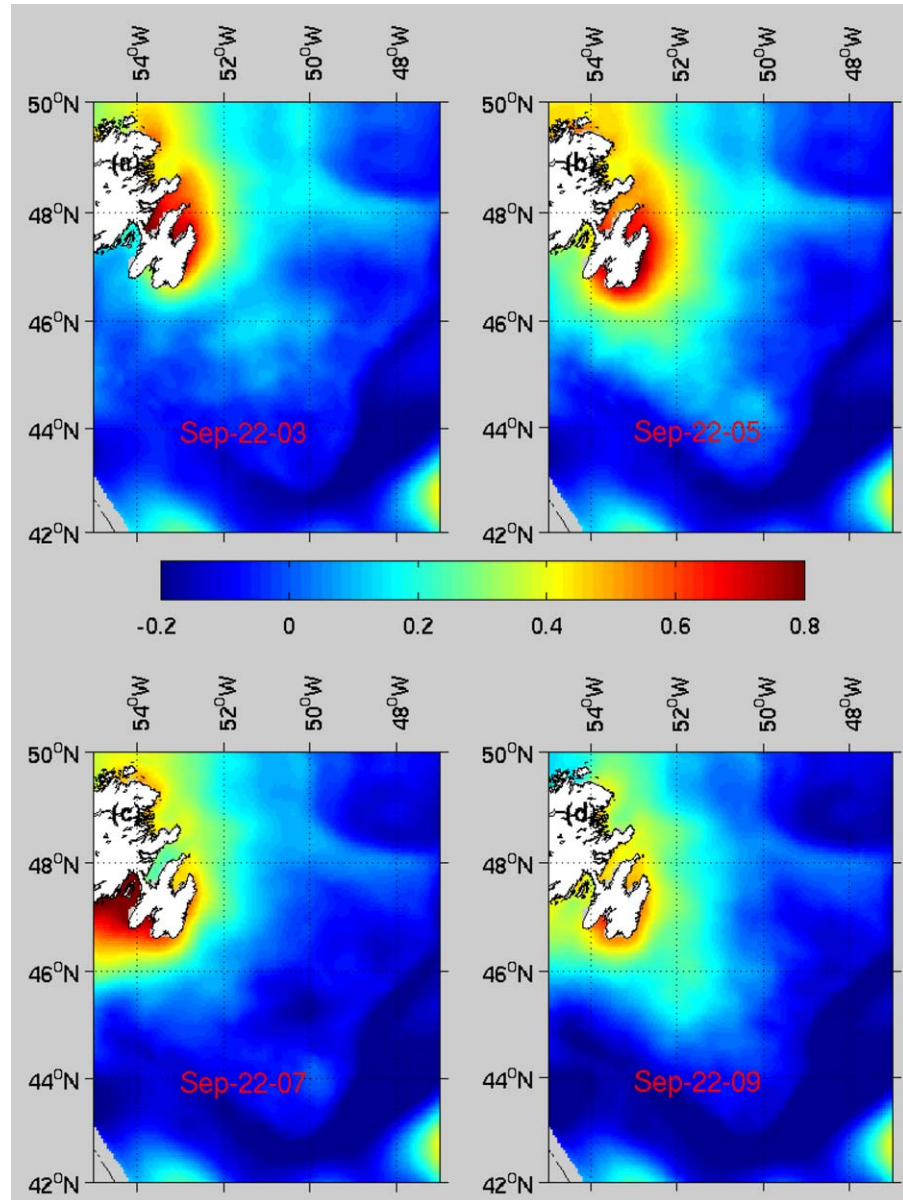 54°W 52°W 50°W 48°W 54°W 52°W 50°W 48°W
50°N 50°N
(a) (b)
48°N 48°N
46°N 46°N
44°N Sep-22-03 44°N Sep-22-05
42°N 42°N
-0.2 0 0.2 0.4 0.6 0.8
54°W 52°W 50°W 48°W 54°W 52°W 50°W 48°W
50°N 50°N
(c) (d)
48°N 48°N
46°N 46°N
44°N Sep-22-07 44°N Sep-22-09
42°N 42°N